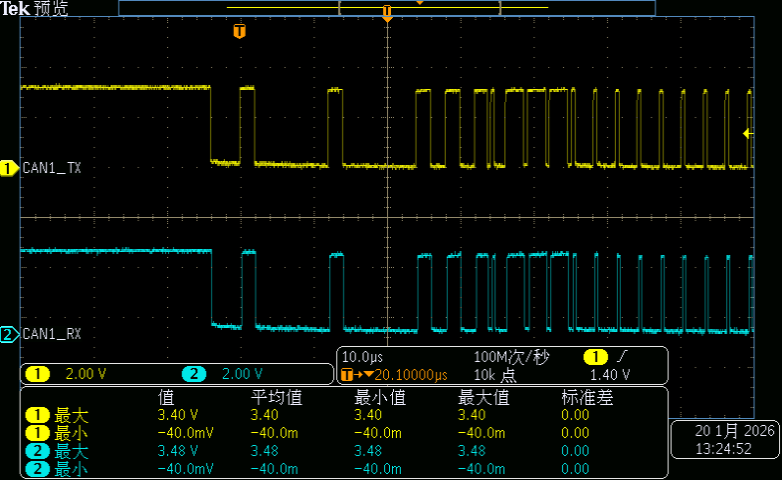 Tek 预览
T
T
1 CAN1_TX
2 CAN1_RX
1 2.00 V 2 2.00 V
10.0µs 100M次/秒 1
T→▼20.10000µs 10k 点 1.40 V
值 平均值 最小值 最大值 标准差
1 最大 3.40 V 3.40 3.40 3.40 0.00
1 最小 −40.0mV −40.0m −40.0m −40.0m 0.00
2 最大 3.48 V 3.48 3.48 3.48 0.00
2 最小 −40.0mV −40.0m −40.0m −40.0m 0.00
20 1月 2026
13:24:52